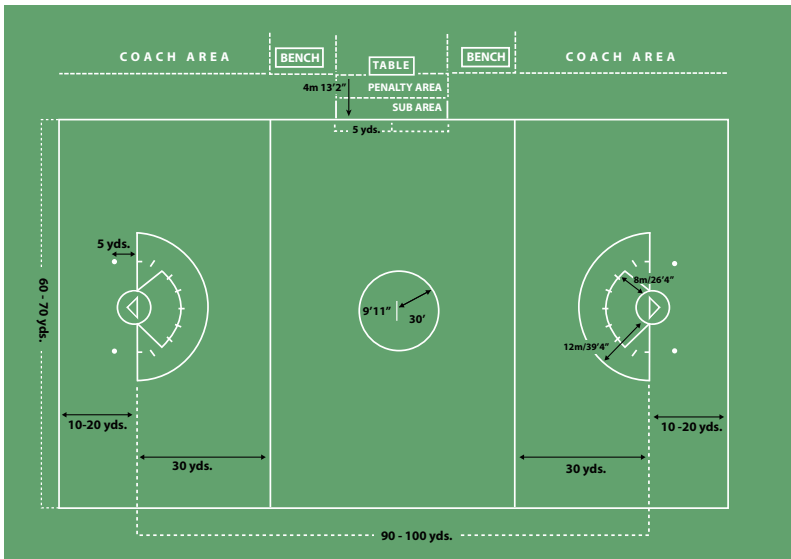 COACH AREA
BENCH
TABLE
BENCH
COACH AREA
4m 13'2"
PENALTY AREA
SUB AREA
5 yds.
5 yds.
60 - 70 yds.
8m/26'4"
9'11"
30'
12m/39'4"
10-20 yds.
10 -20 yds.
30 yds.
30 yds.
90 - 100 yds.